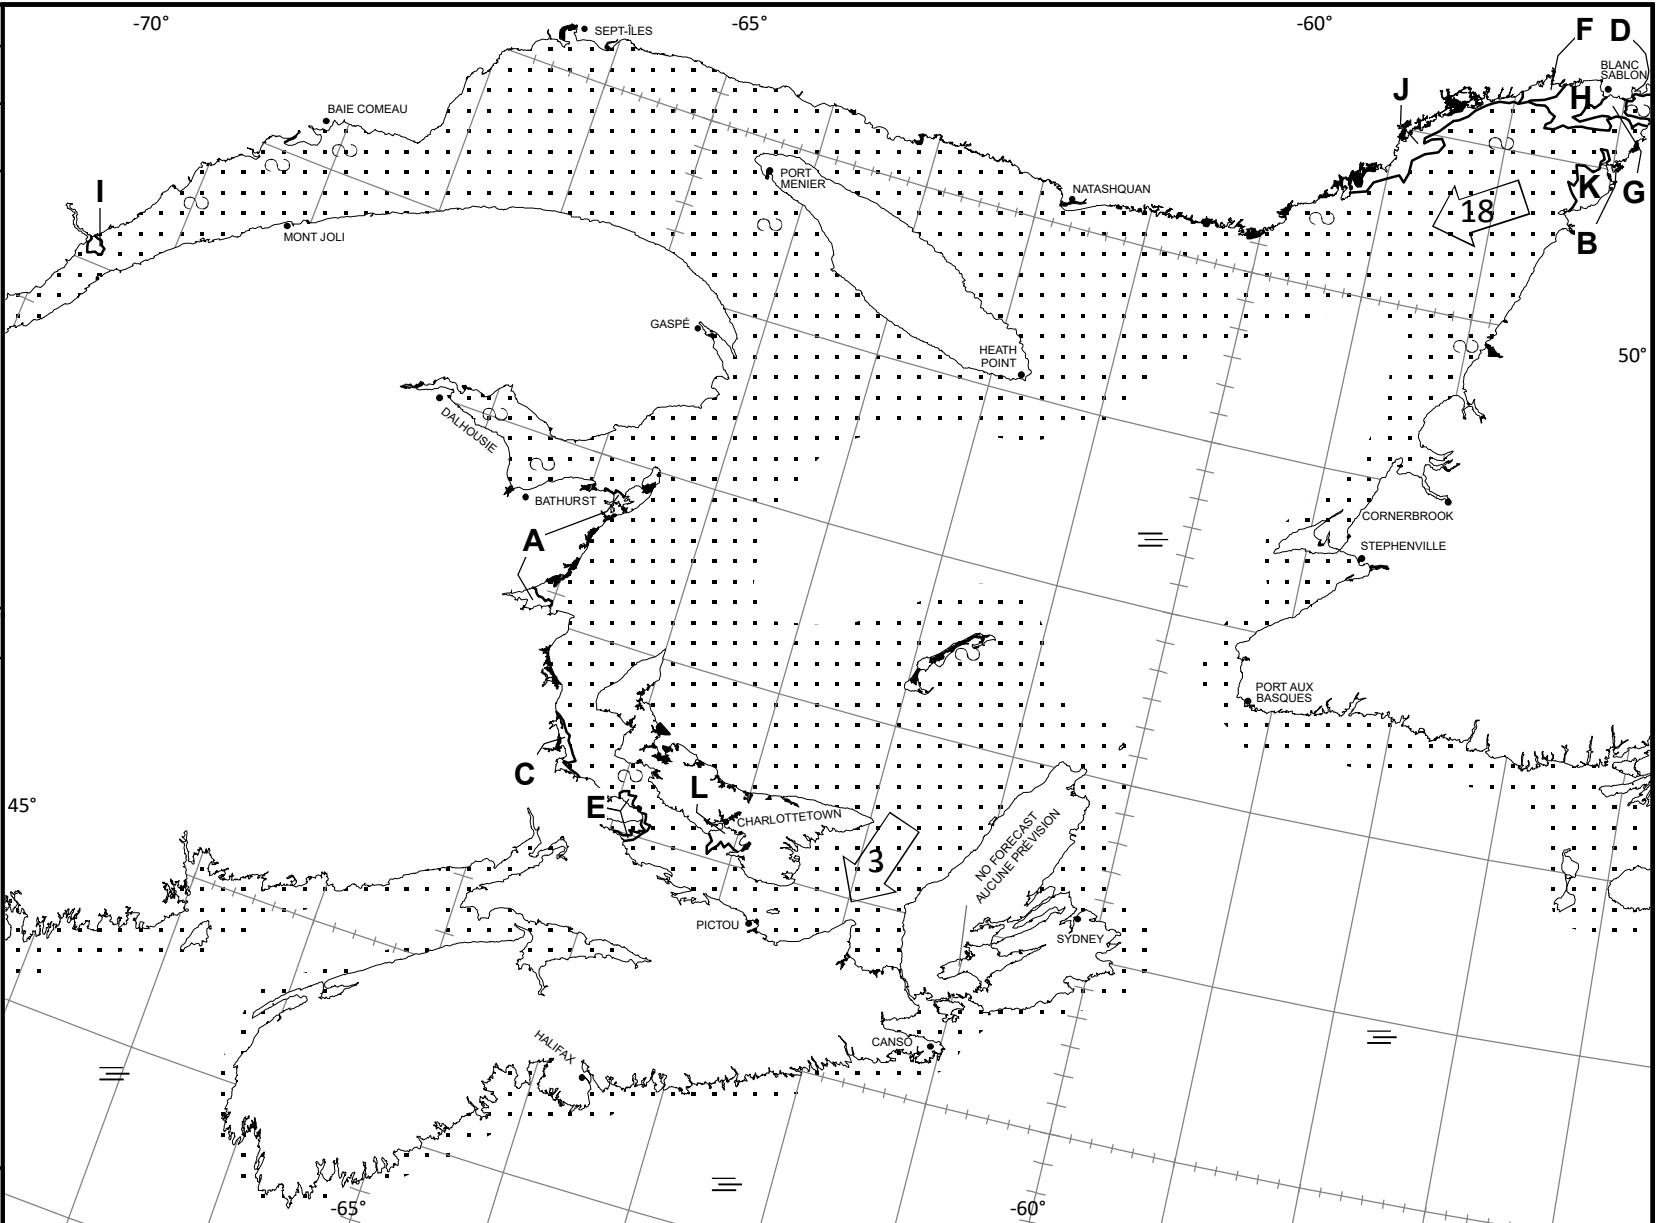 -70°
-65°
-60°
SEPT-ÎLES
F
D
BLANC
SABLON
BAIE COMEAU
J
H
PORT
MENIER
I
NATASHQUAN
K
G
18
MONT JOLI
B
GASPÉ
HEATH
POINT
50°
DALHOUSIE
BATHURST
CORNERBROOK
A
STEPHENVILLE
PORT AUX
BASQUES
C
L
E
45°
CHARLOTTETOWN
3
NO FORECAST
AUCUNE PRÉVISION
PICTOU
SYDNEY
HALIFAX
CANSO
-65°
-60°